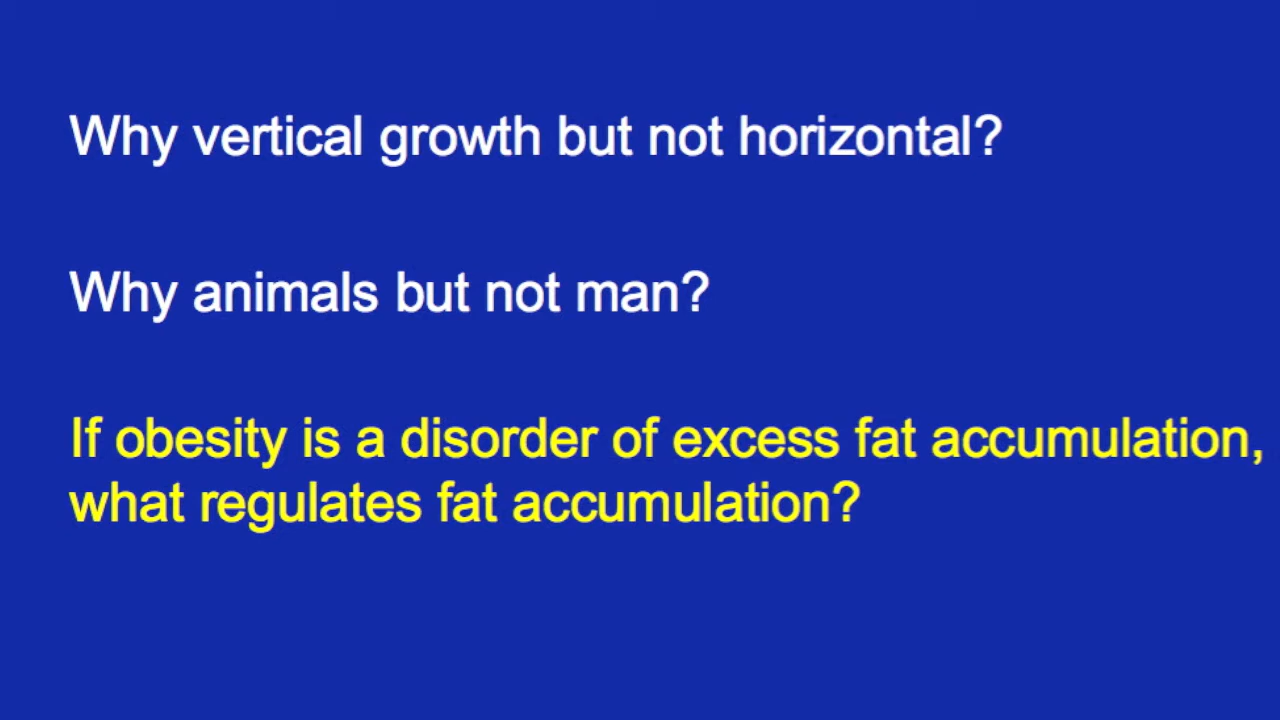 Why vertical growth but not horizontal?
Why animals but not man?
If obesity is a disorder of excess fat accumulation,
what regulates fat accumulation?